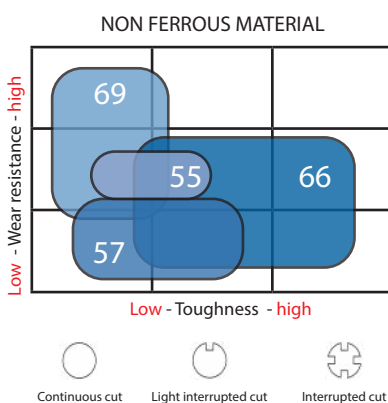 NON FERROUS MATERIAL
Low - Wear resistance - high
69
55
66
57
Low - Toughness - high
Continuous cut Light interrupted cut Interrupted cut